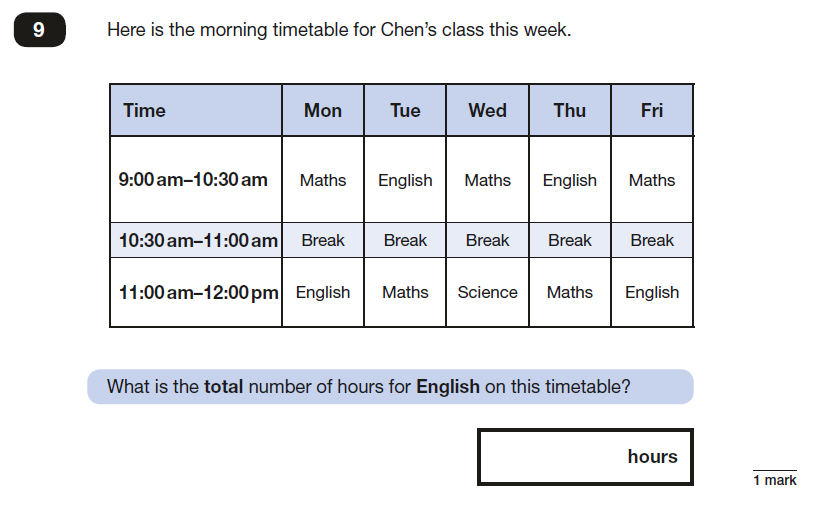 9 Here is the morning timetable for Chen’s class this week.
Time Mon Tue Wed Thu Fri
9:00 am–10:30 am Maths English Maths English Maths
10:30 am–11:00 am Break Break Break Break Break
11:00 am–12:00 pm English Maths Science Maths English
What is the total number of hours for English on this timetable?
hours
1 mark